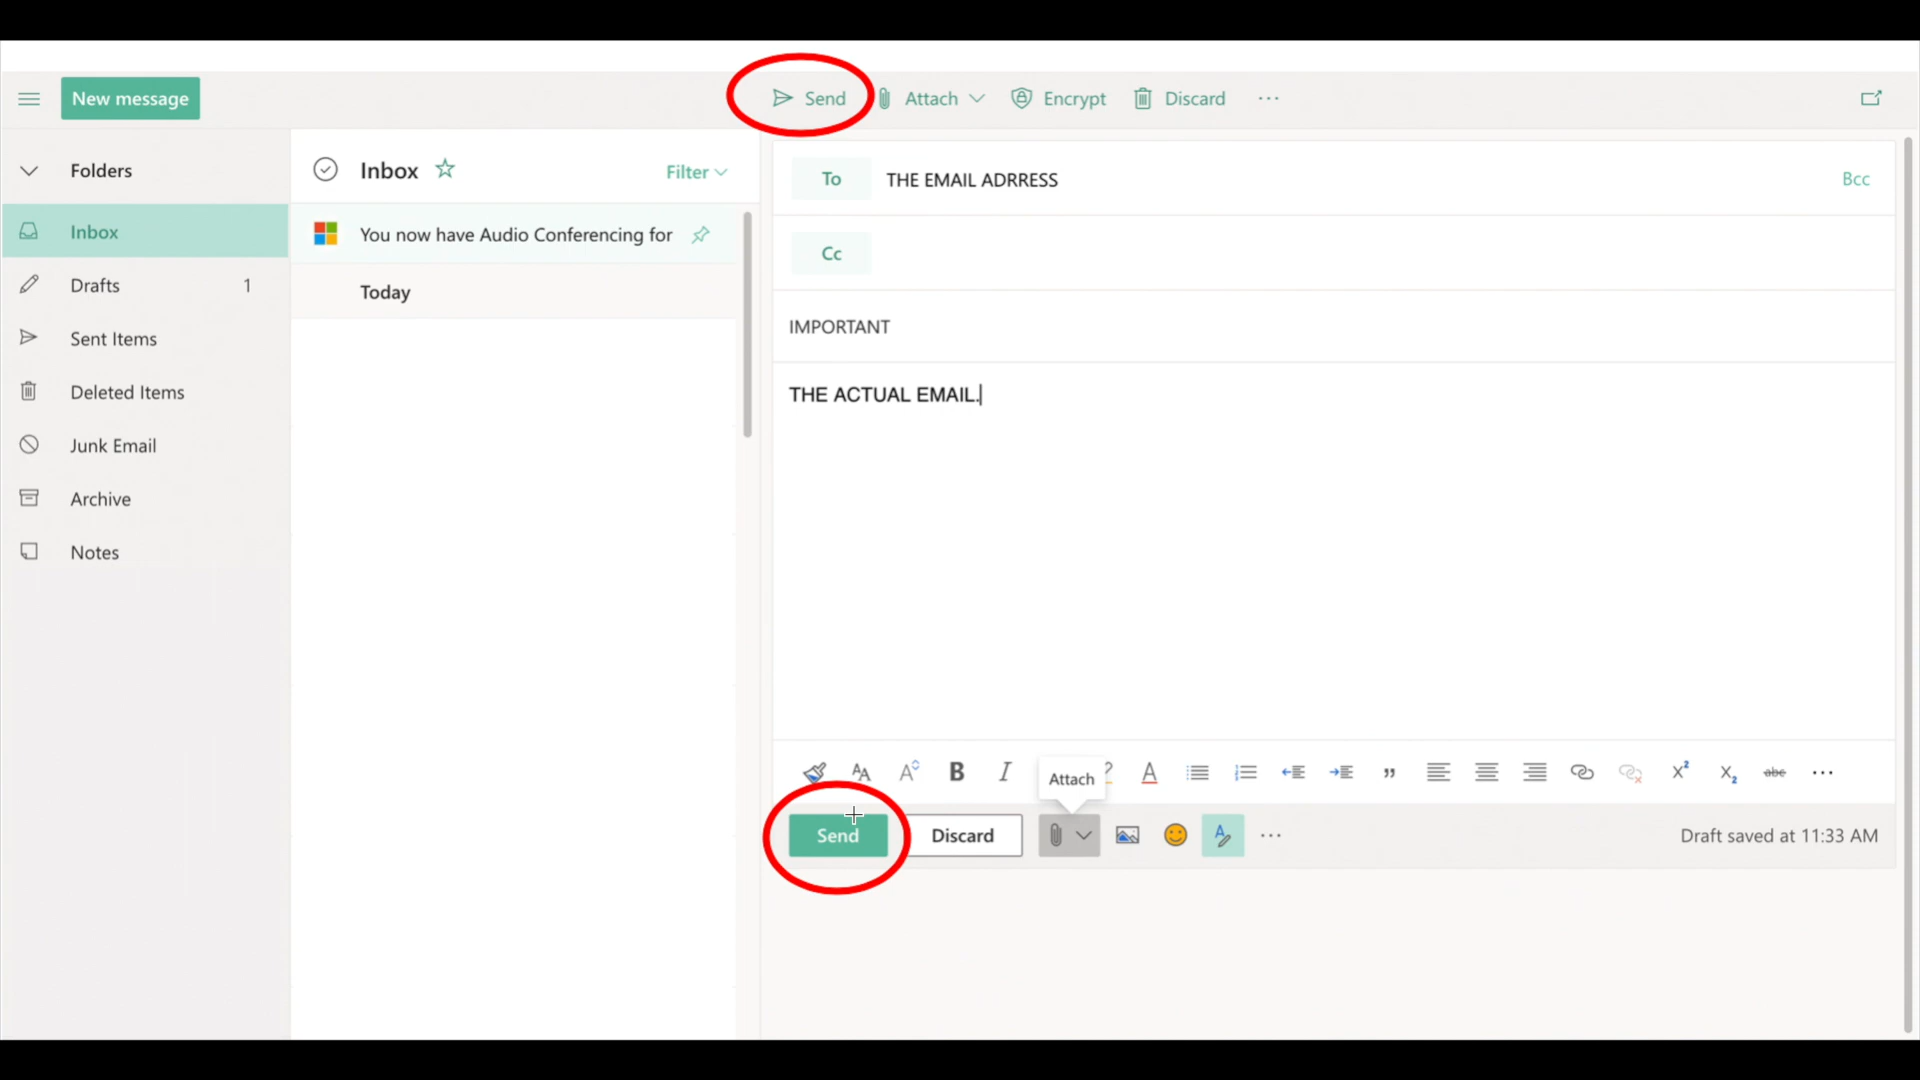 New message
Send
Attach
Encrypt
Discard
Folders
Inbox
Drafts 1
Sent Items
Deleted Items
Junk Email
Archive
Notes
Inbox
Filter
You now have Audio Conferencing for
Today
To THE EMAIL ADRRESS Bcc
Cc
IMPORTANT
THE ACTUAL EMAIL.
Attach
Send
Discard
Draft saved at 11:33 AM